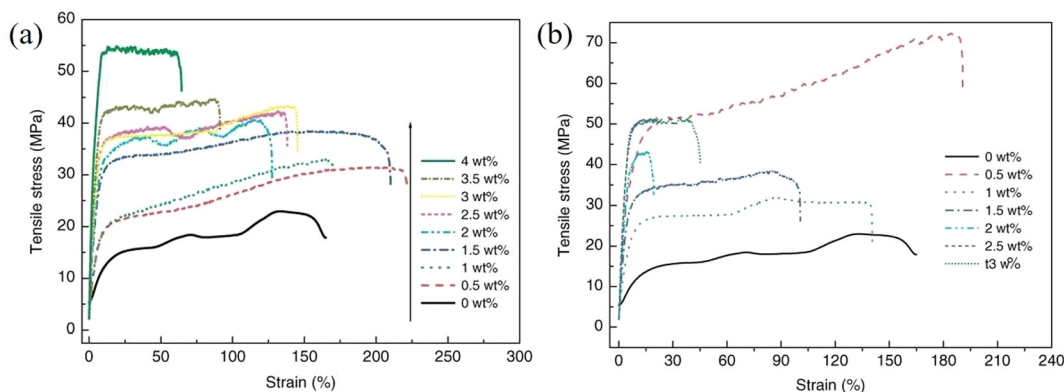 (a)
60
50
40
30
20
10
0
Tensile stress (MPa)
4 wt%
3.5 wt%
3 wt%
2.5 wt%
2 wt%
1.5 wt%
1 wt%
0.5 wt%
0 wt%
0 50 100 150 200 250 300
Strain (%)
(b)
70
60
50
40
30
20
10
0
Tensile stress (MPa)
0 wt%
0.5 wt%
1 wt%
1.5 wt%
2 wt%
2.5 wt%
t3 w%
0 30 60 90 120 150 180 210 240
Strain (%)